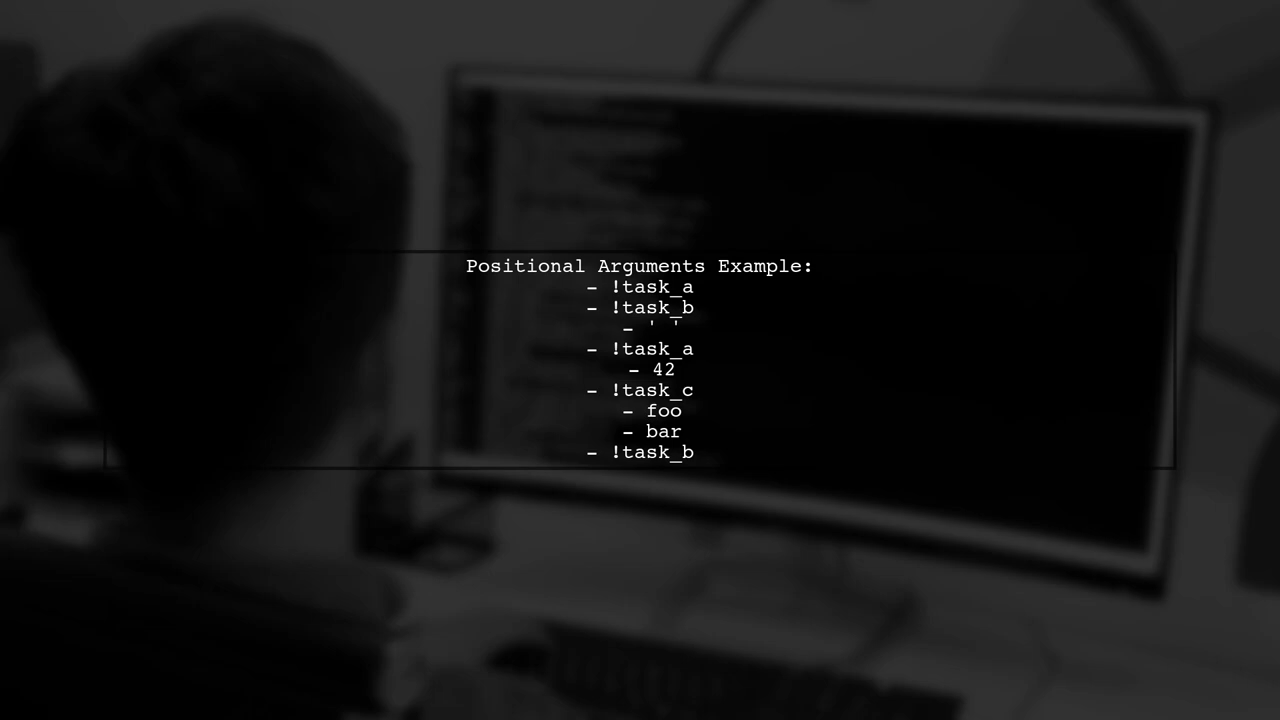 Positional Arguments Example:
- !task_a
- !task_b
- ' '
- !task_a
- 42
- !task_c
- foo
- bar
- !task_b